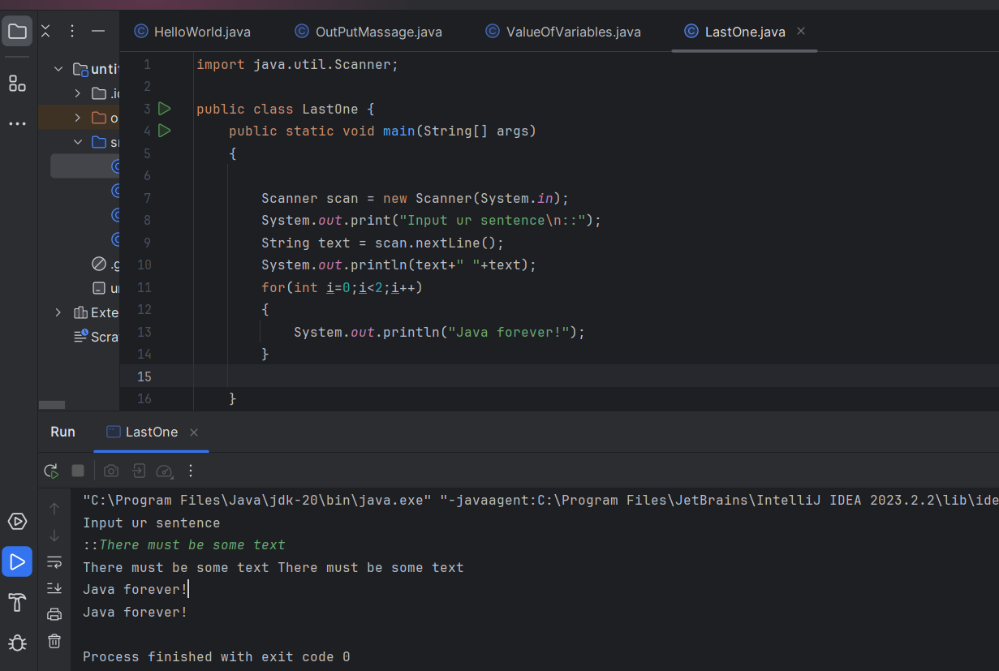 HelloWorld.java OutPutMassage.java ValueOfVariables.java LastOne.java
1 import java.util.Scanner;
2
3 public class LastOne {
4 public static void main(String[] args)
5 {
6
7 Scanner scan = new Scanner(System.in);
8 System.out.print("Input ur sentence\n::");
9 String text = scan.nextLine();
10 System.out.println(text+" "+text);
11 for(int i=0;i<2;i++)
12 {
13 System.out.println("Java forever!");
14 }
15
16 }
Exte
Scra
Run LastOne
"C:\Program Files\Java\jdk-20\bin\java.exe" "-javaagent:C:\Program Files\JetBrains\IntelliJ IDEA 2023.2.2\lib\ide
Input ur sentence
::There must be some text
There must be some text There must be some text
Java forever!
Java forever!
Process finished with exit code 0